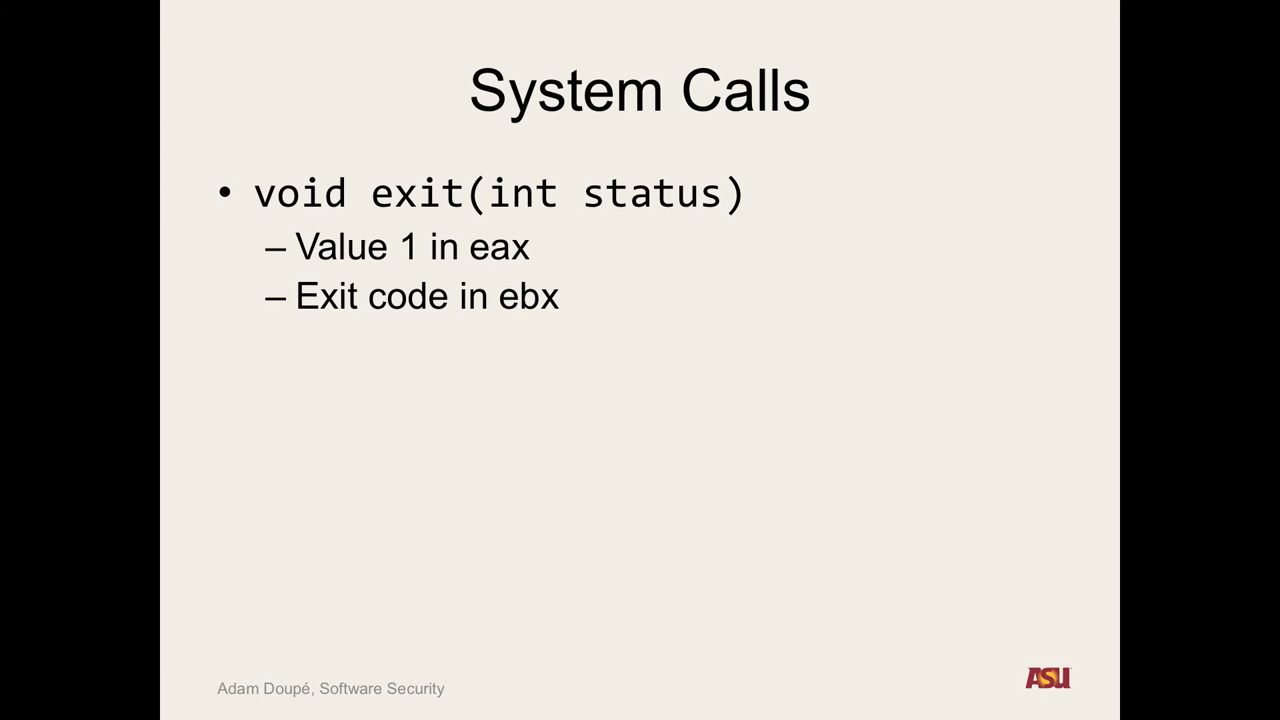 System Calls
• void exit(int status)
– Value 1 in eax
– Exit code in ebx
Adam Doupé, Software Security
ASU